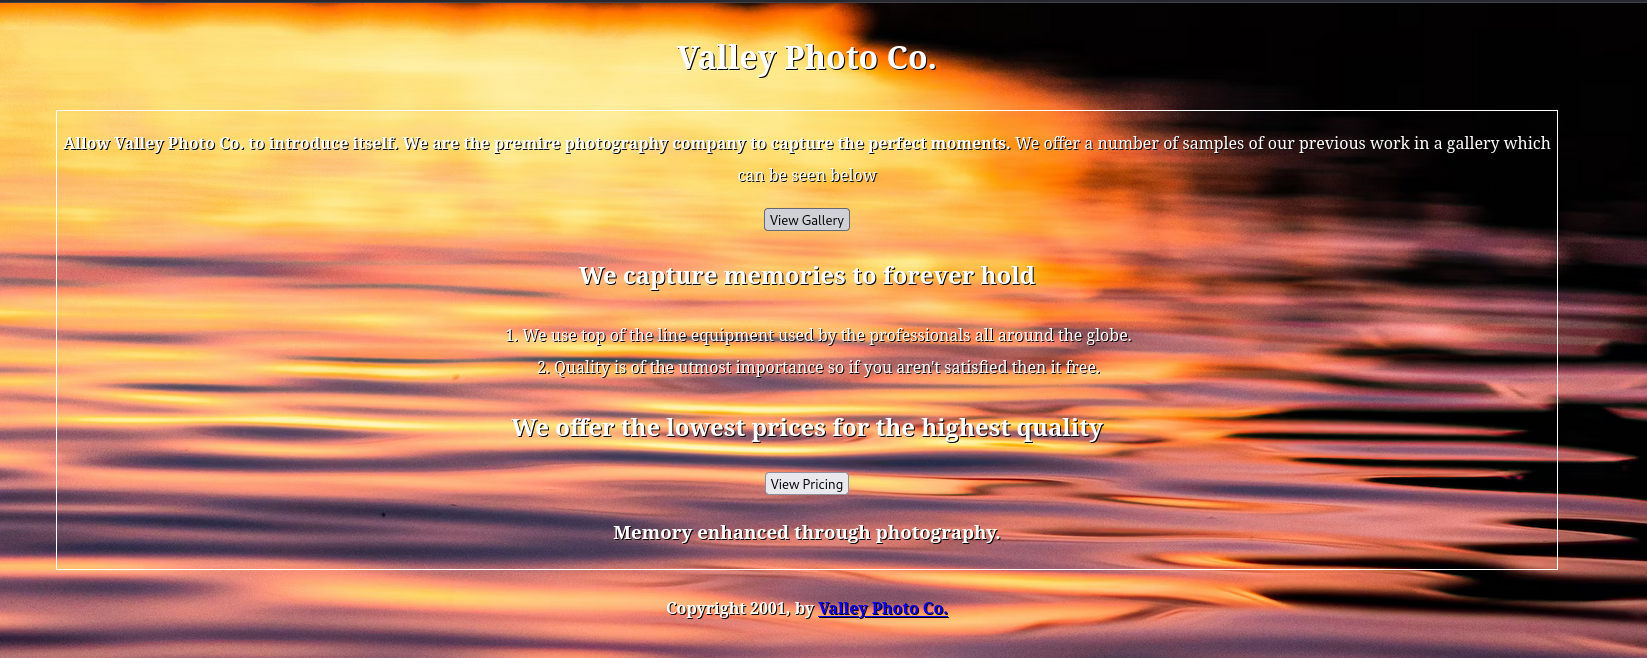 Valley Photo Co.
Allow Valley Photo Co. to introduce itself. We are the premire photography company to capture the perfect moments. We offer a number of samples of our previous work in a gallery which
can be seen below
View Gallery
We capture memories to forever hold
1. We use top of the line equipment used by the professionals all around the globe.
2. Quality is of the utmost importance so if you aren't satisfied then it free.
We offer the lowest prices for the highest quality
View Pricing
Memory enhanced through photography.
Copyright 2001, by Valley Photo Co.